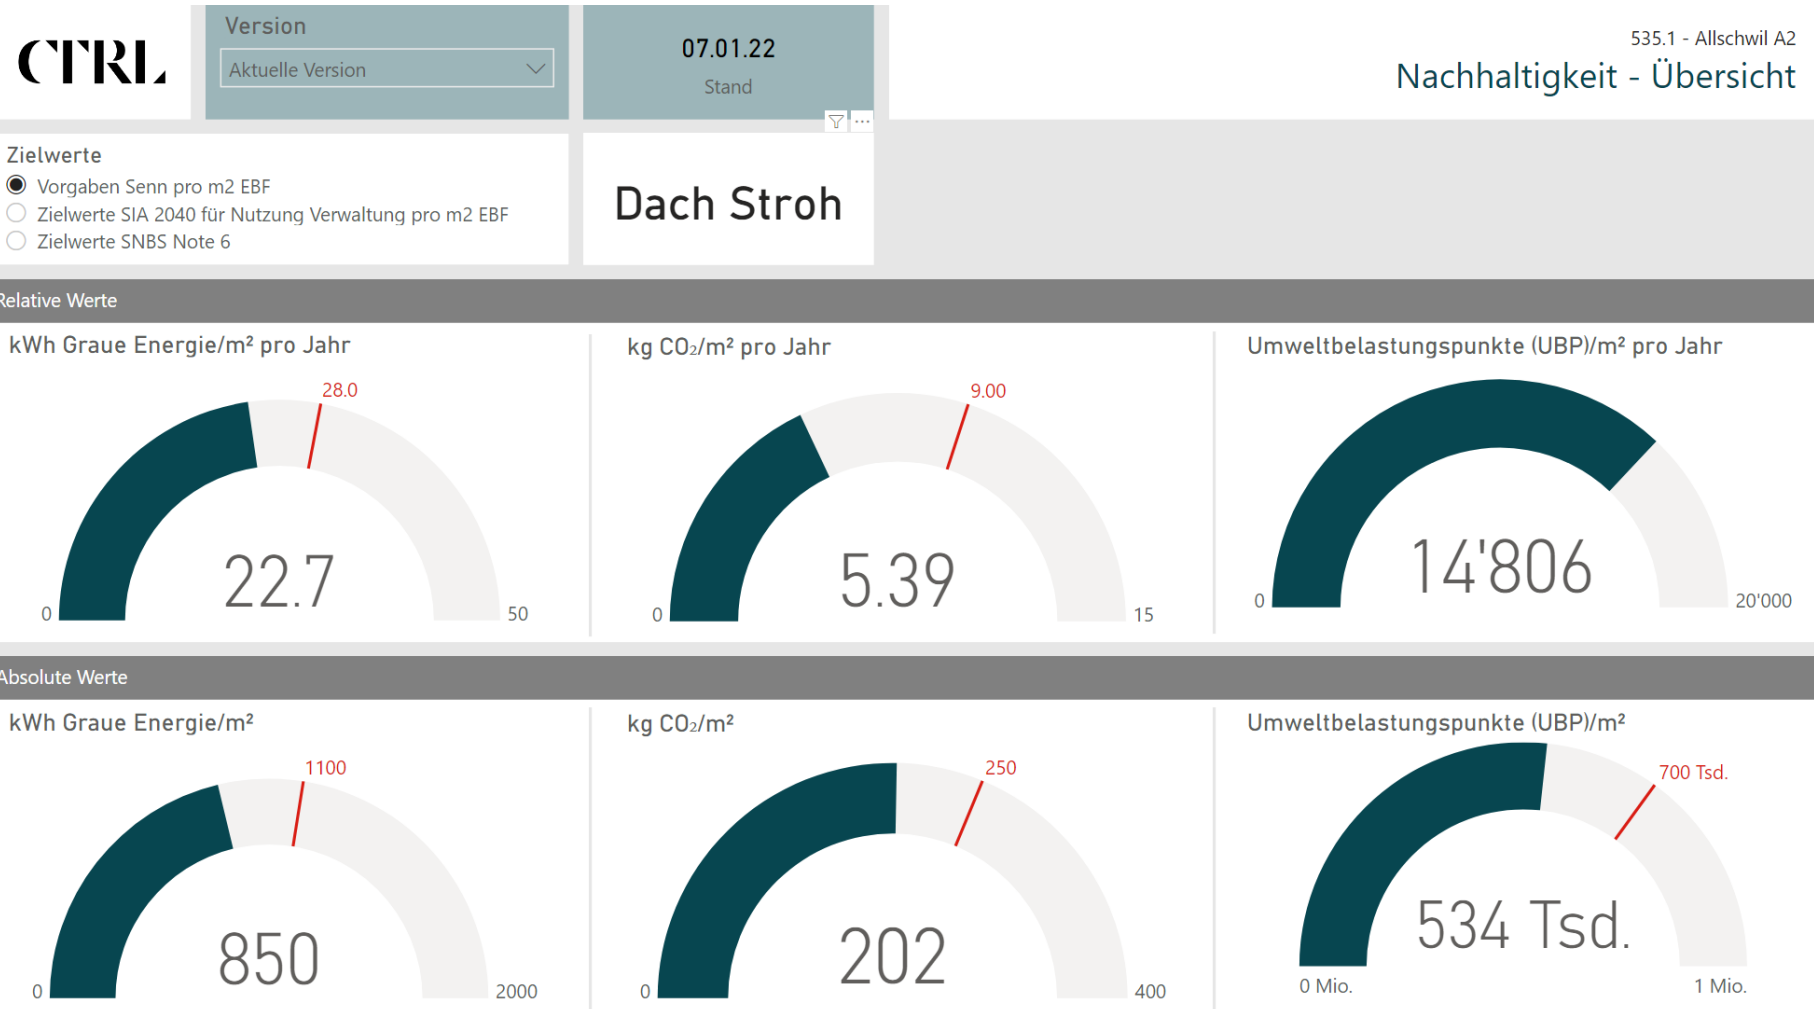 CTRL
Version
Aktuelle Version
07.01.22
Stand
535.1 - Allschwil A2
Nachhaltigkeit - Übersicht
Zielwerte
Vorgaben Senn pro m2 EBF
Zielwerte SIA 2040 für Nutzung Verwaltung pro m2 EBF
Zielwerte SNBS Note 6
Dach Stroh
Relative Werte
kWh Graue Energie/m² pro Jahr
28.0
22.7
0
50
kg CO₂/m² pro Jahr
9.00
5.39
0
15
Umweltbelastungspunkte (UBP)/m² pro Jahr
14'806
0
20'000
Absolute Werte
kWh Graue Energie/m²
1100
850
0
2000
kg CO₂/m²
250
202
0
400
Umweltbelastungspunkte (UBP)/m²
700 Tsd.
534 Tsd.
0 Mio.
1 Mio.